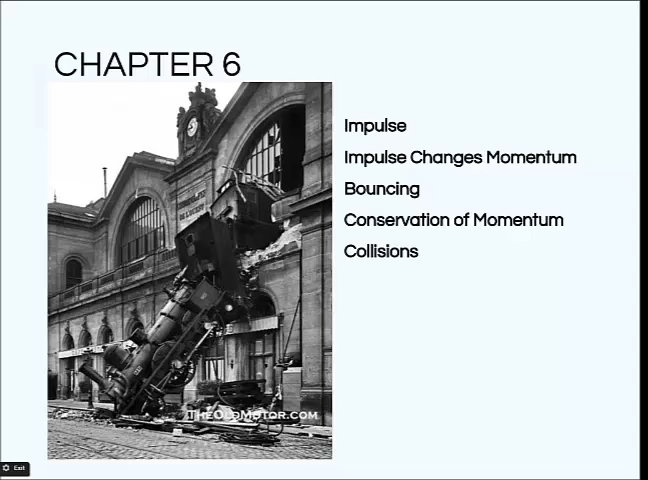 CHAPTER 6
Impulse
Impulse Changes Momentum
Bouncing
Conservation of Momentum
Collisions
THEOLDMOTOR.COM
Exit